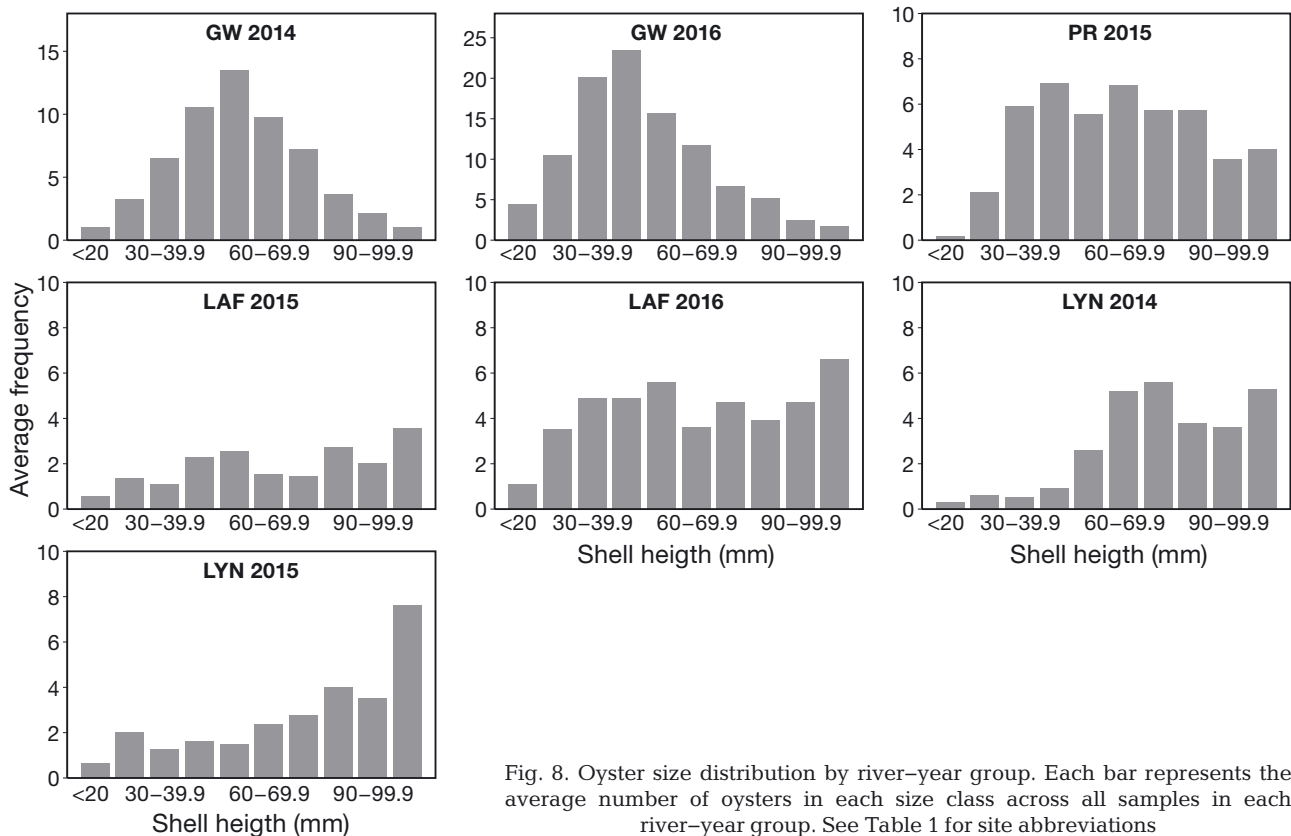 GW 2014
15
10
5
0
<20 30–39.9 60–69.9 90–99.9
GW 2016
25
20
15
10
5
0
<20 30–39.9 60–69.9 90–99.9
PR 2015
10
8
6
4
2
0
<20 30–39.9 60–69.9 90–99.9
Average frequency
LAF 2015
10
8
6
4
2
0
<20 30–39.9 60–69.9 90–99.9
LAF 2016
10
8
6
4
2
0
<20 30–39.9 60–69.9 90–99.9
Shell heigth (mm)
LYN 2014
10
8
6
4
2
0
<20 30–39.9 60–69.9 90–99.9
Shell heigth (mm)
LYN 2015
10
8
6
4
2
0
<20 30–39.9 60–69.9 90–99.9
Shell heigth (mm)
Fig. 8. Oyster size distribution by river–year group. Each bar represents the
average number of oysters in each size class across all samples in each
river–year group. See Table 1 for site abbreviations